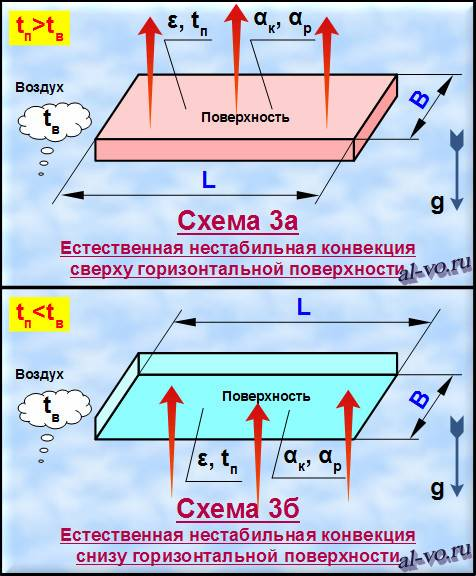 tп>tв
ε, tп
αк, αр
Воздух
tв
Поверхность
B
L
g
Схема 3а
Естественная нестабильная конвекция
сверху горизонтальной поверхности
al-vo.ru
tп<tв
L
Воздух
tв
Поверхность
B
ε, tп
αк, αр
g
Схема 3б
Естественная нестабильная конвекция
снизу горизонтальной поверхности
al-vo.ru